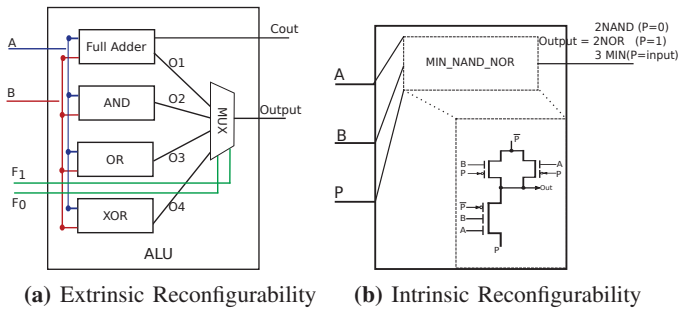 A
B
F1
F0
Full Adder
AND
OR
XOR
O1
O2
O3
O4
MUX
Cout
Output
ALU
(a) Extrinsic Reconfigurability
A
B
P
MIN_NAND_NOR
2NAND (P=0)
Output = 2NOR (P=1)
3 MIN(P=input)
P̅
B
P
A
P
Out
P̅
B
A
P
(b) Intrinsic Reconfigurability